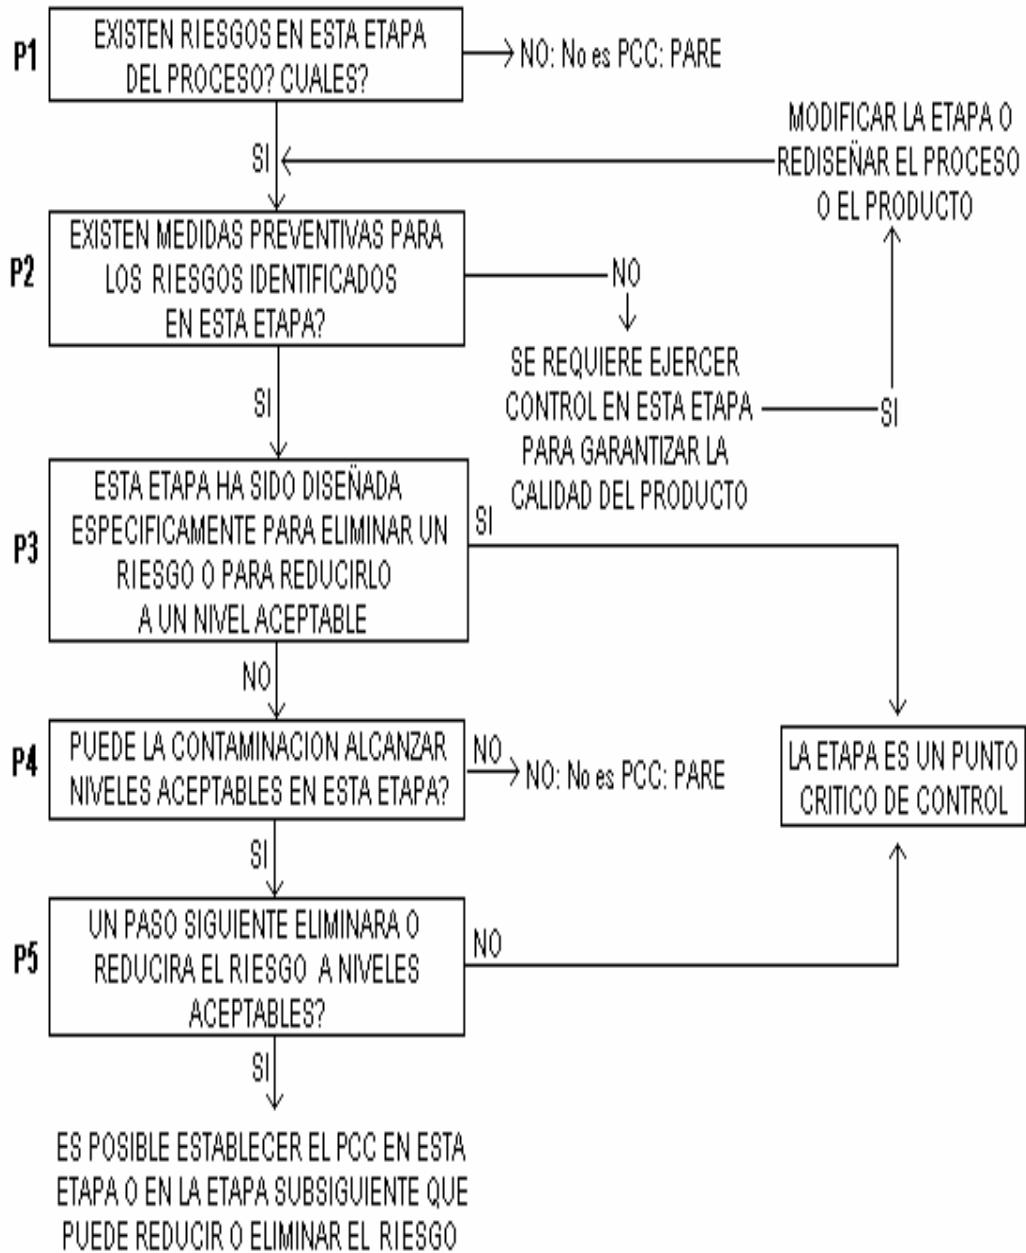 P1
EXISTEN RIESGOS EN ESTA ETAPA
DEL PROCESO? CUALES?
NO: No es PCC: PARE
SI
MODIFICAR LA ETAPA O
REDISEÑAR EL PROCESO
O EL PRODUCTO
P2
EXISTEN MEDIDAS PREVENTIVAS PARA
LOS RIESGOS IDENTIFICADOS
EN ESTA ETAPA?
NO
SE REQUIERE EJERCER
CONTROL EN ESTA ETAPA
PARA GARANTIZAR LA
CALIDAD DEL PRODUCTO
SI
SI
P3
ESTA ETAPA HA SIDO DISEÑADA
ESPECIFICAMENTE PARA ELIMINAR UN
RIESGO O PARA REDUCIRLO
A UN NIVEL ACEPTABLE
SI
NO
P4
PUEDE LA CONTAMINACION ALCANZAR
NIVELES ACEPTABLES EN ESTA ETAPA?
NO
NO: No es PCC: PARE
LA ETAPA ES UN PUNTO
CRITICO DE CONTROL
SI
P5
UN PASO SIGUIENTE ELIMINARA O
REDUCIRA EL RIESGO A NIVELES
ACEPTABLES?
NO
SI
ES POSIBLE ESTABLECER EL PCC EN ESTA
ETAPA O EN LA ETAPA SUBSIGUIENTE QUE
PUEDE REDUCIR O ELIMINAR EL RIESGO